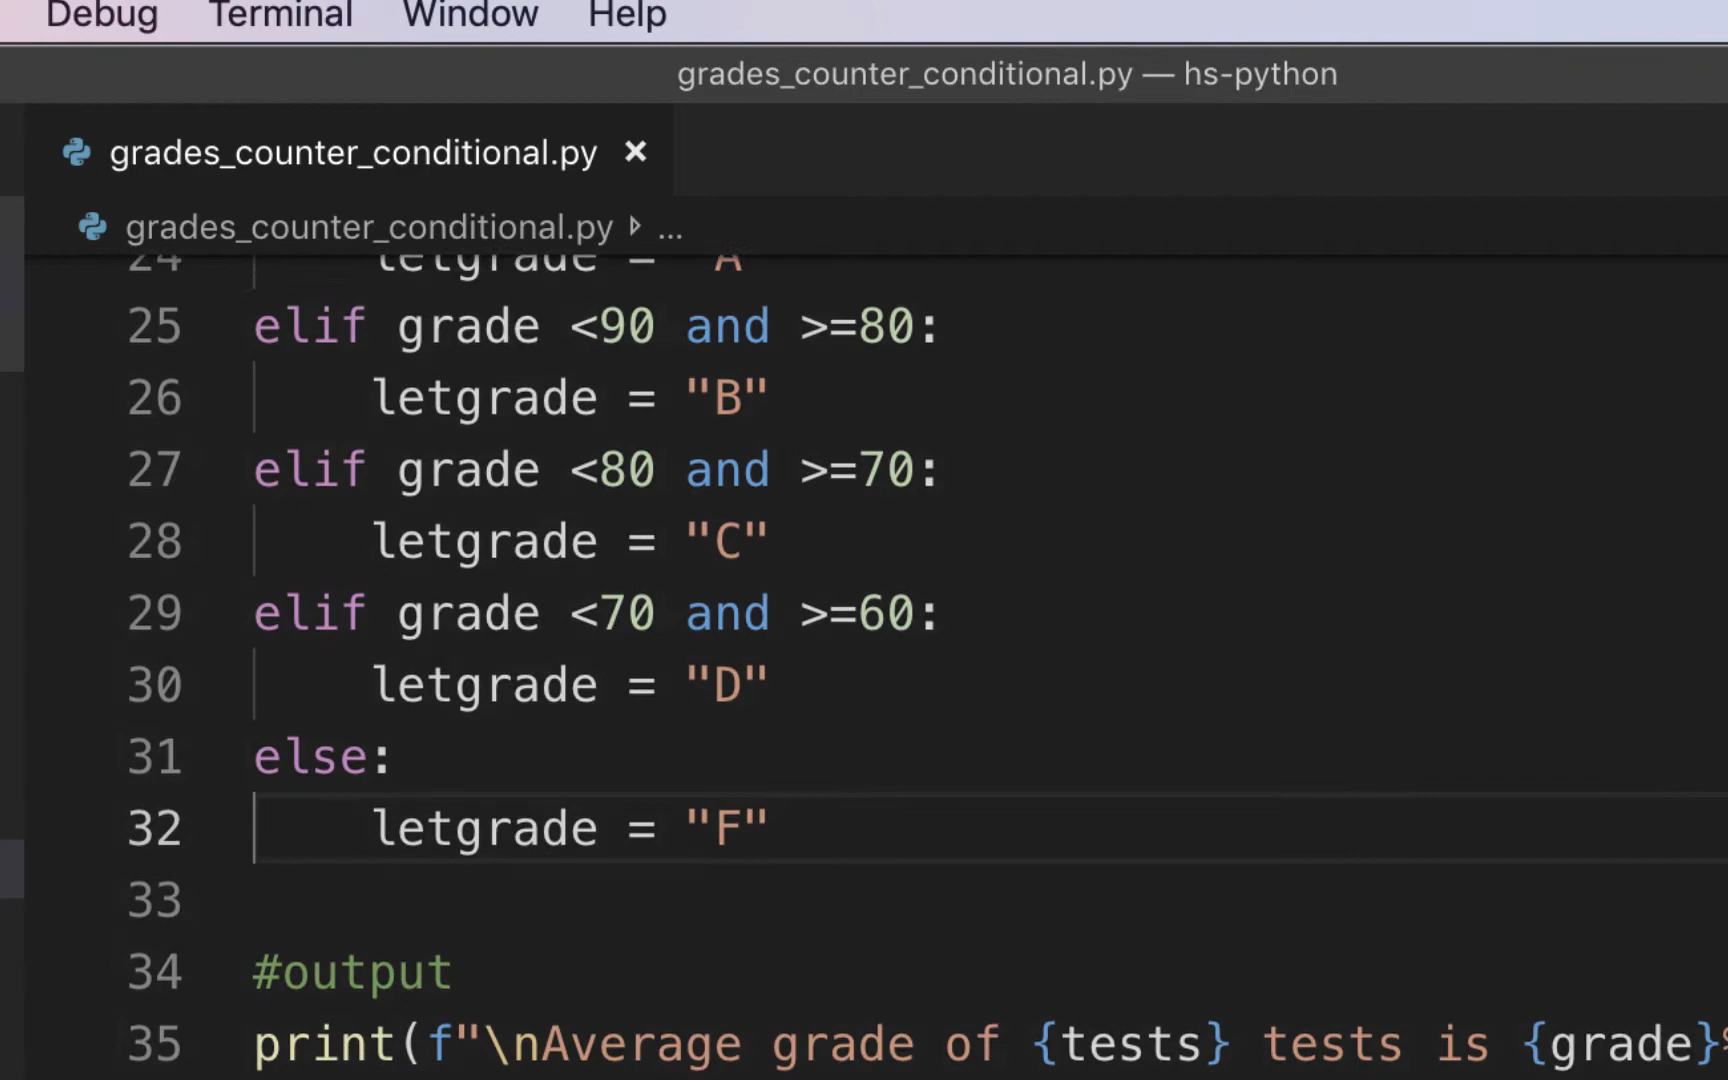 Debug Terminal Window Help
grades_counter_conditional.py — hs-python
grades_counter_conditional.py ×
grades_counter_conditional.py ...
24 letgrade = "A"
25 elif grade <90 and >=80:
26 letgrade = "B"
27 elif grade <80 and >=70:
28 letgrade = "C"
29 elif grade <70 and >=60:
30 letgrade = "D"
31 else:
32 letgrade = "F"
33
34 #output
35 print(f"\nAverage grade of {tests} tests is {grade}%